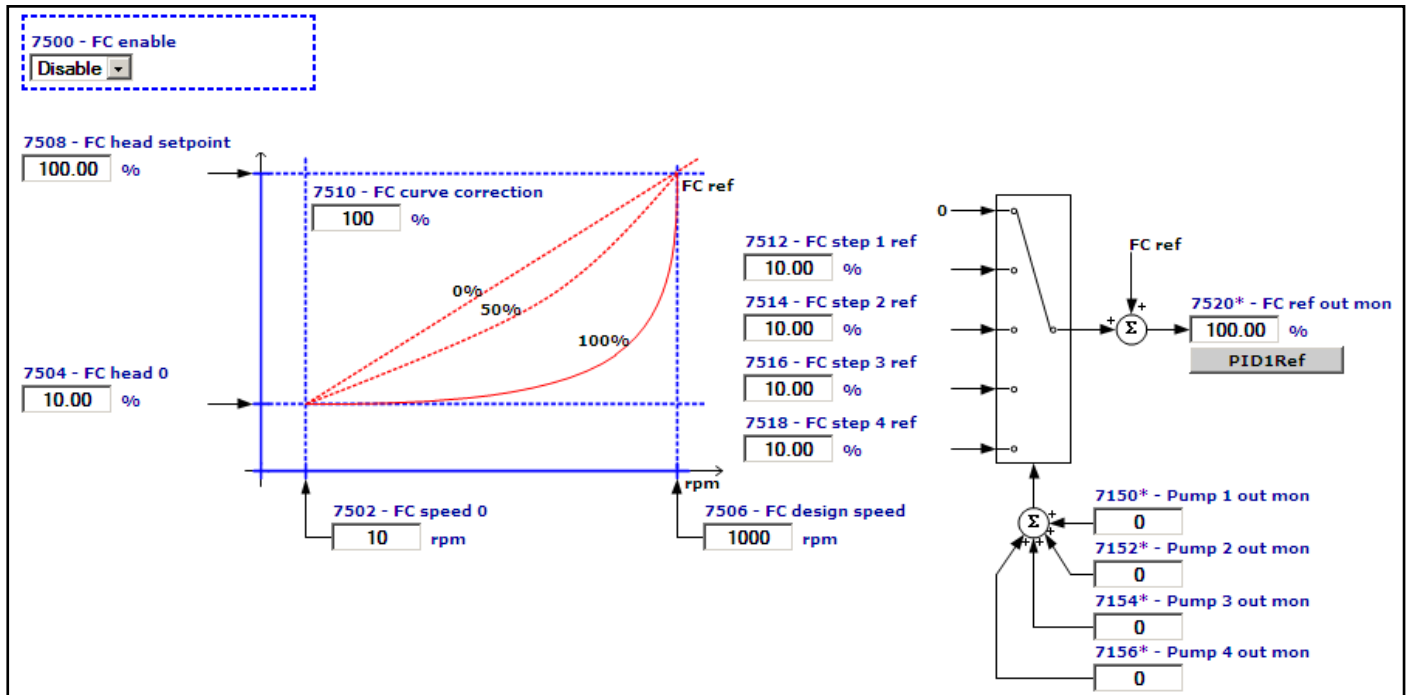 7500 - FC enable
Disable
7508 - FC head setpoint
100.00 %
7510 - FC curve correction
100 %
FC ref
0%
50%
100%
7504 - FC head 0
10.00 %
rpm
7502 - FC speed 0
10 rpm
7506 - FC design speed
1000 rpm
0
7512 - FC step 1 ref
10.00 %
7514 - FC step 2 ref
10.00 %
7516 - FC step 3 ref
10.00 %
7518 - FC step 4 ref
10.00 %
FC ref
+
+
Σ
7520* - FC ref out mon
100.00 %
PID1Ref
Σ
+
+
+ +
7150* - Pump 1 out mon
0
7152* - Pump 2 out mon
0
7154* - Pump 3 out mon
0
7156* - Pump 4 out mon
0